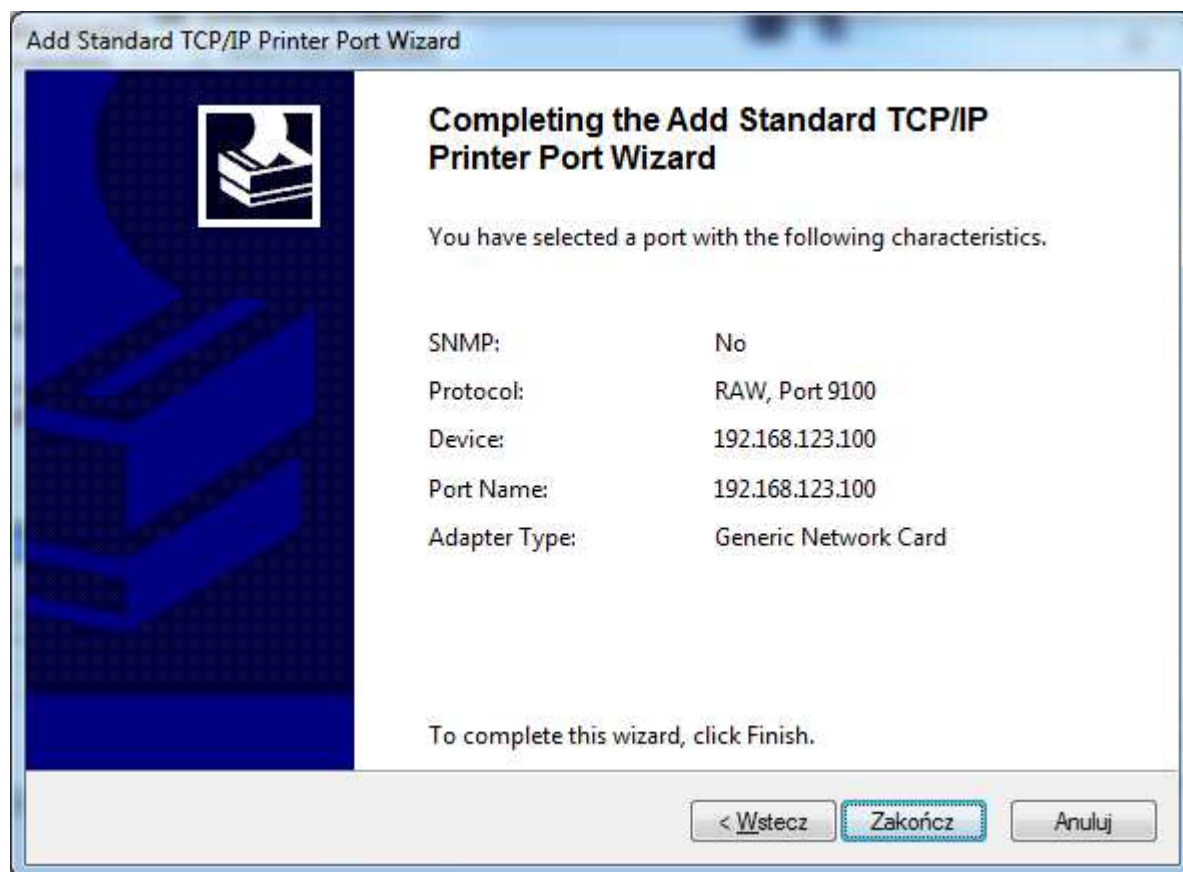 Add Standard TCP/IP Printer Port Wizard
Completing the Add Standard TCP/IP
Printer Port Wizard
You have selected a port with the following characteristics.
SNMP: No
Protocol: RAW, Port 9100
Device: 192.168.123.100
Port Name: 192.168.123.100
Adapter Type: Generic Network Card
To complete this wizard, click Finish.
< Wstecz Zakończ Anuluj